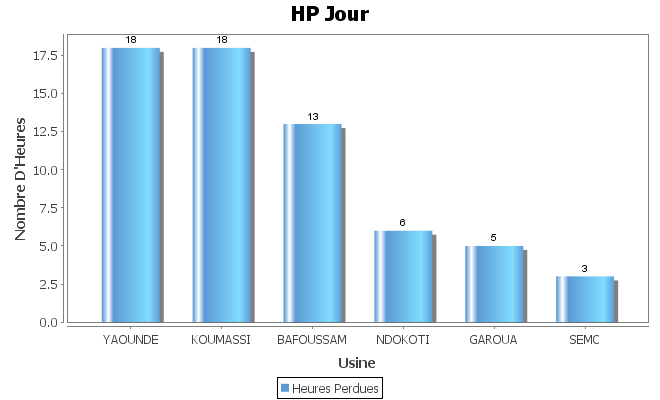 HP Jour
18
18
13
6
5
3
17.5
15.0
12.5
10.0
7.5
5.0
2.5
0.0
Nombre D'Heures
YAOUNDE KOUMASSI BAFOUSSAM NDOKOTI GAROUA SEMC
Usine
Heures Perdues